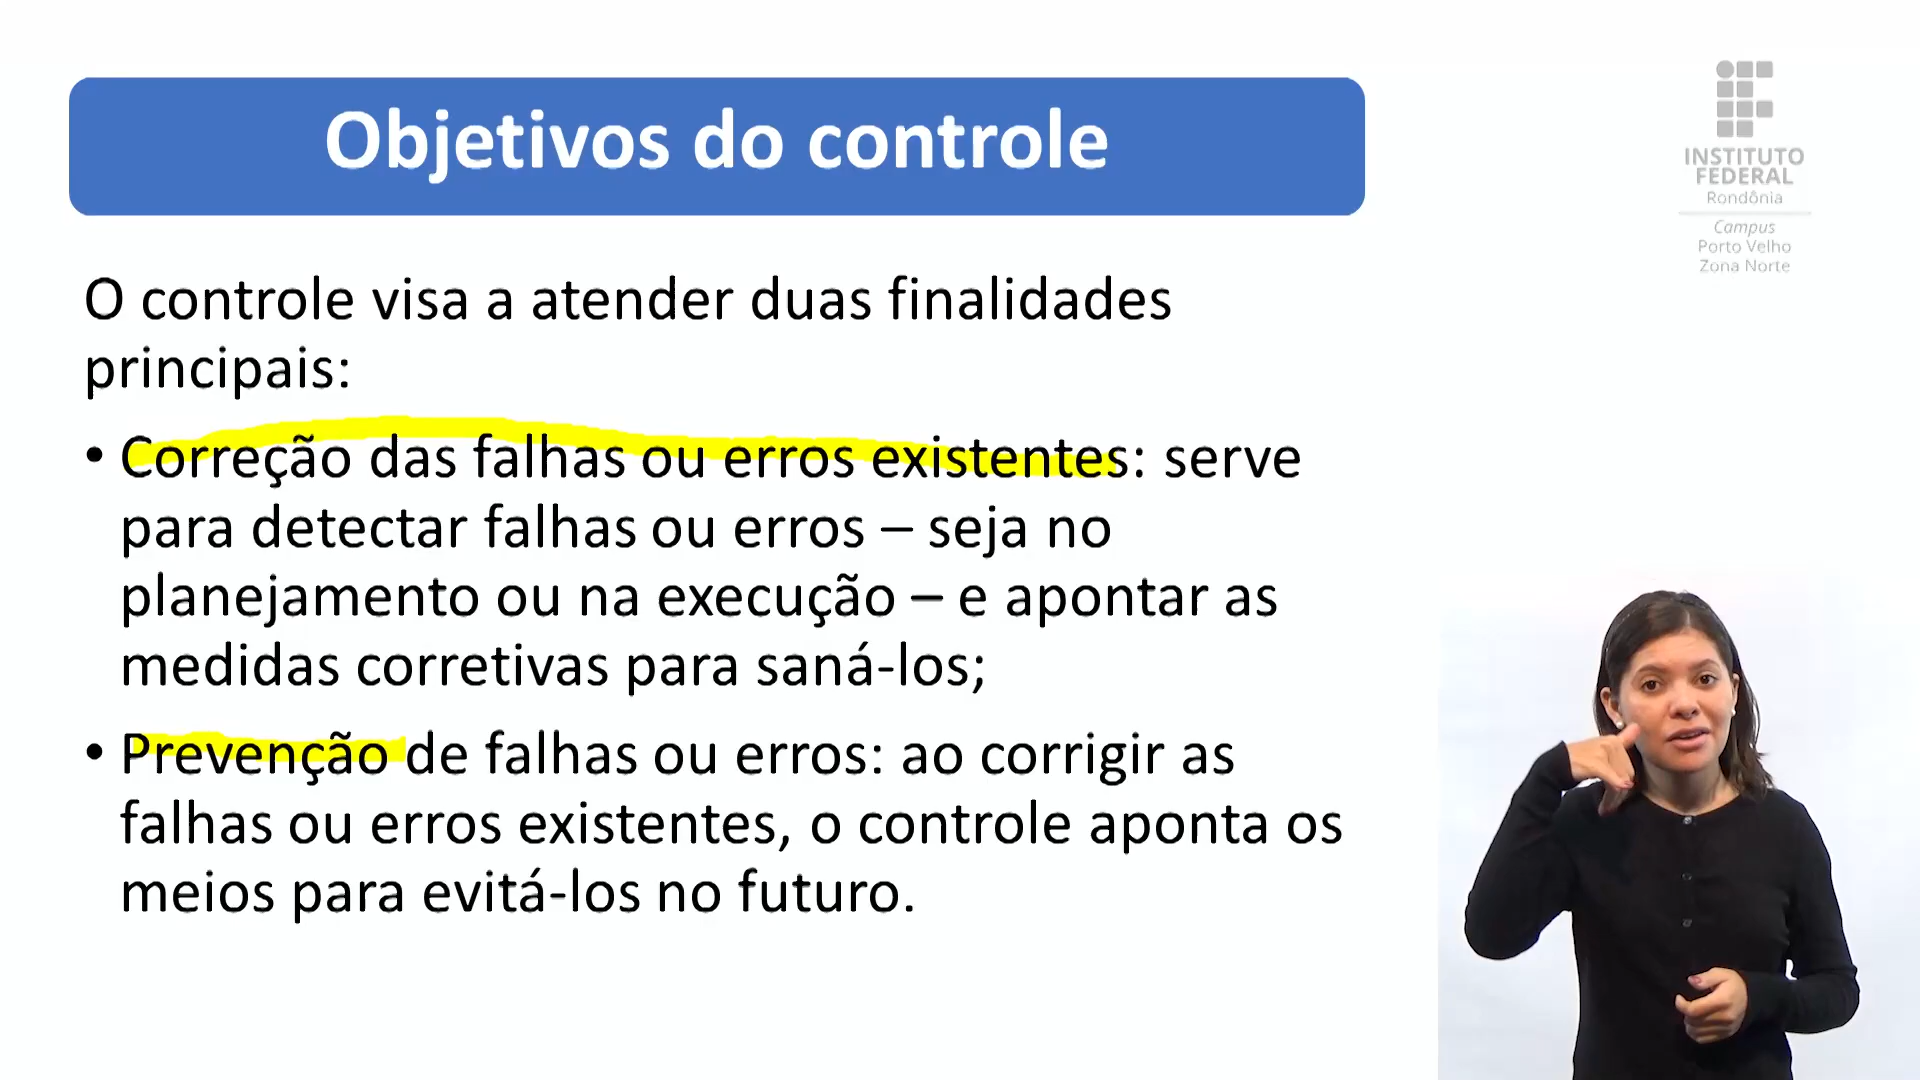 Objetivos do controle
INSTITUTO
FEDERAL
Rondônia
Campus
Porto Velho
Zona Norte
O controle visa a atender duas finalidades
principais:
• Correção das falhas ou erros existentes: serve
para detectar falhas ou erros – seja no
planejamento ou na execução – e apontar as
medidas corretivas para saná-los;
• Prevenção de falhas ou erros: ao corrigir as
falhas ou erros existentes, o controle aponta os
meios para evitá-los no futuro.